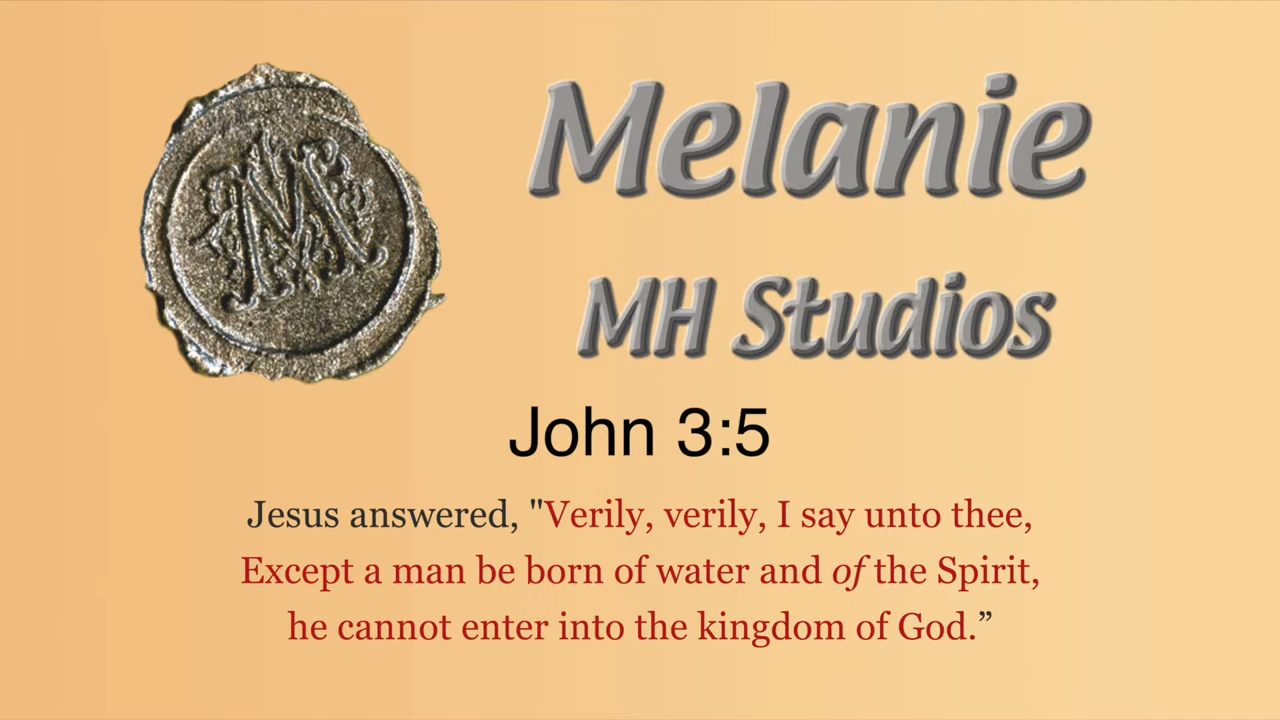 M
Melanie
MH Studios
John 3:5
Jesus answered, "Verily, verily, I say unto thee,
Except a man be born of water and of the Spirit,
he cannot enter into the kingdom of God.”